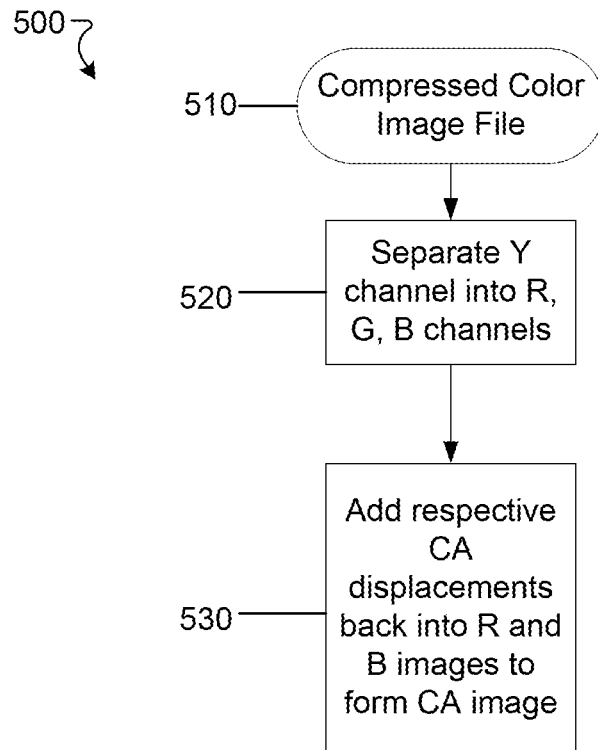 500
510
Compressed Color
Image File
520
Separate Y
channel into R,
G, B channels
530
Add respective
CA
displacements
back into R and
B images to
form CA image